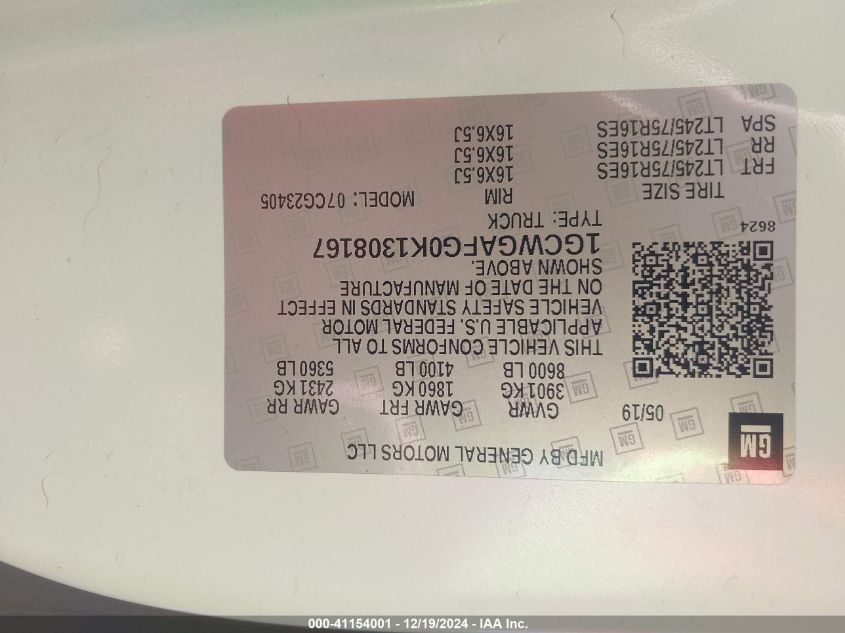 GM
MFD BY GENERAL MOTORS LLC
05/19 GVWR GAWR FRT GAWR RR
3901 KG 1860 KG 2431 KG
8600 LB 4100 LB 5360 LB
THIS VEHICLE CONFORMS TO ALL
APPLICABLE U.S. FEDERAL MOTOR
VEHICLE SAFETY STANDARDS IN EFFECT
ON THE DATE OF MANUFACTURE
SHOWN ABOVE.
1GCWGAFG0K1308167
8624 TYPE: TRUCK
TIRE SIZE RIM MODEL: 07CG23405
FRT LT245/75R16ES 16X6.5J
RR LT245/75R16ES 16X6.5J
SPA LT245/75R16ES 16X6.5J
000-41154001 - 12/19/2024 - IAA Inc.